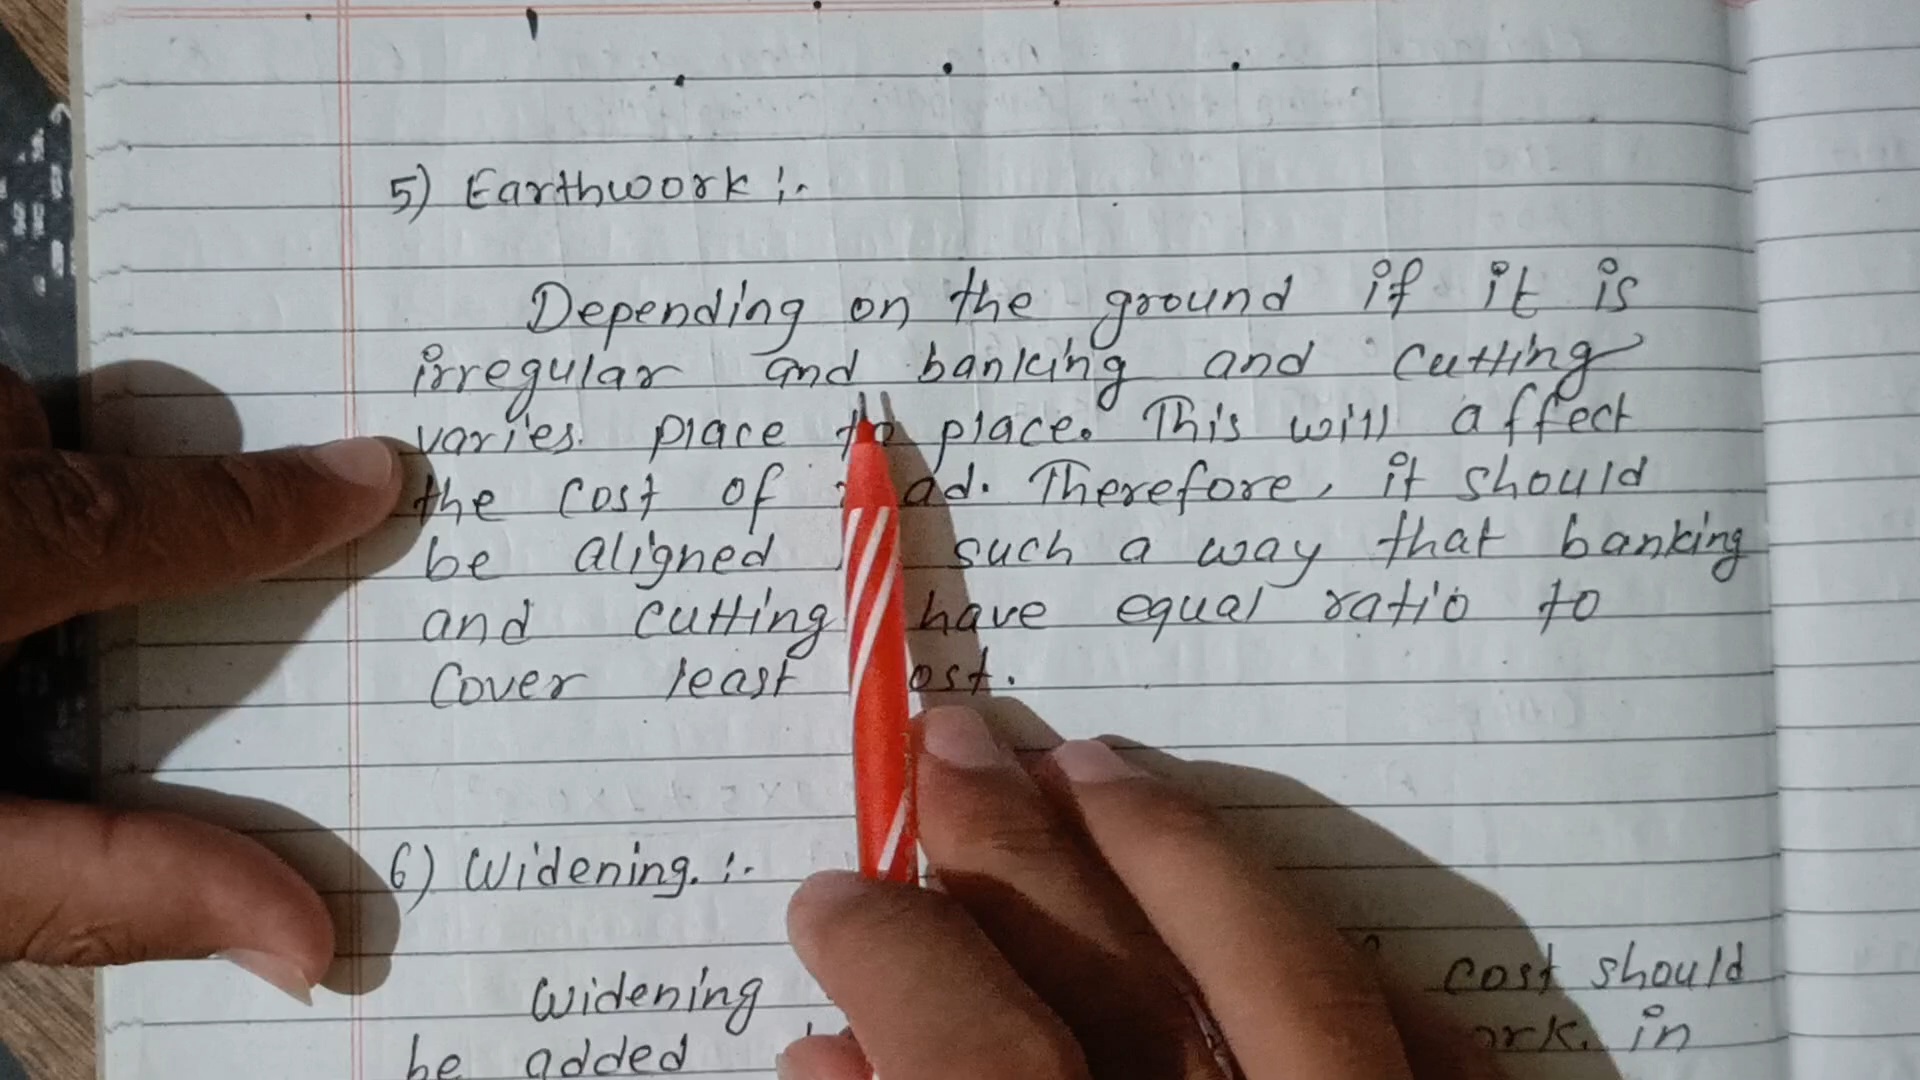 5) Earthwork :-
Depending on the ground if it is
irregular and banking and cutting
varies. place to place. This will affect
the cost of ad. Therefore, it should
be aligned such a way that banking
and cutting have equal ratio to
cover least ost.
6) Widening. :-
Widening cost should
be added ork. in